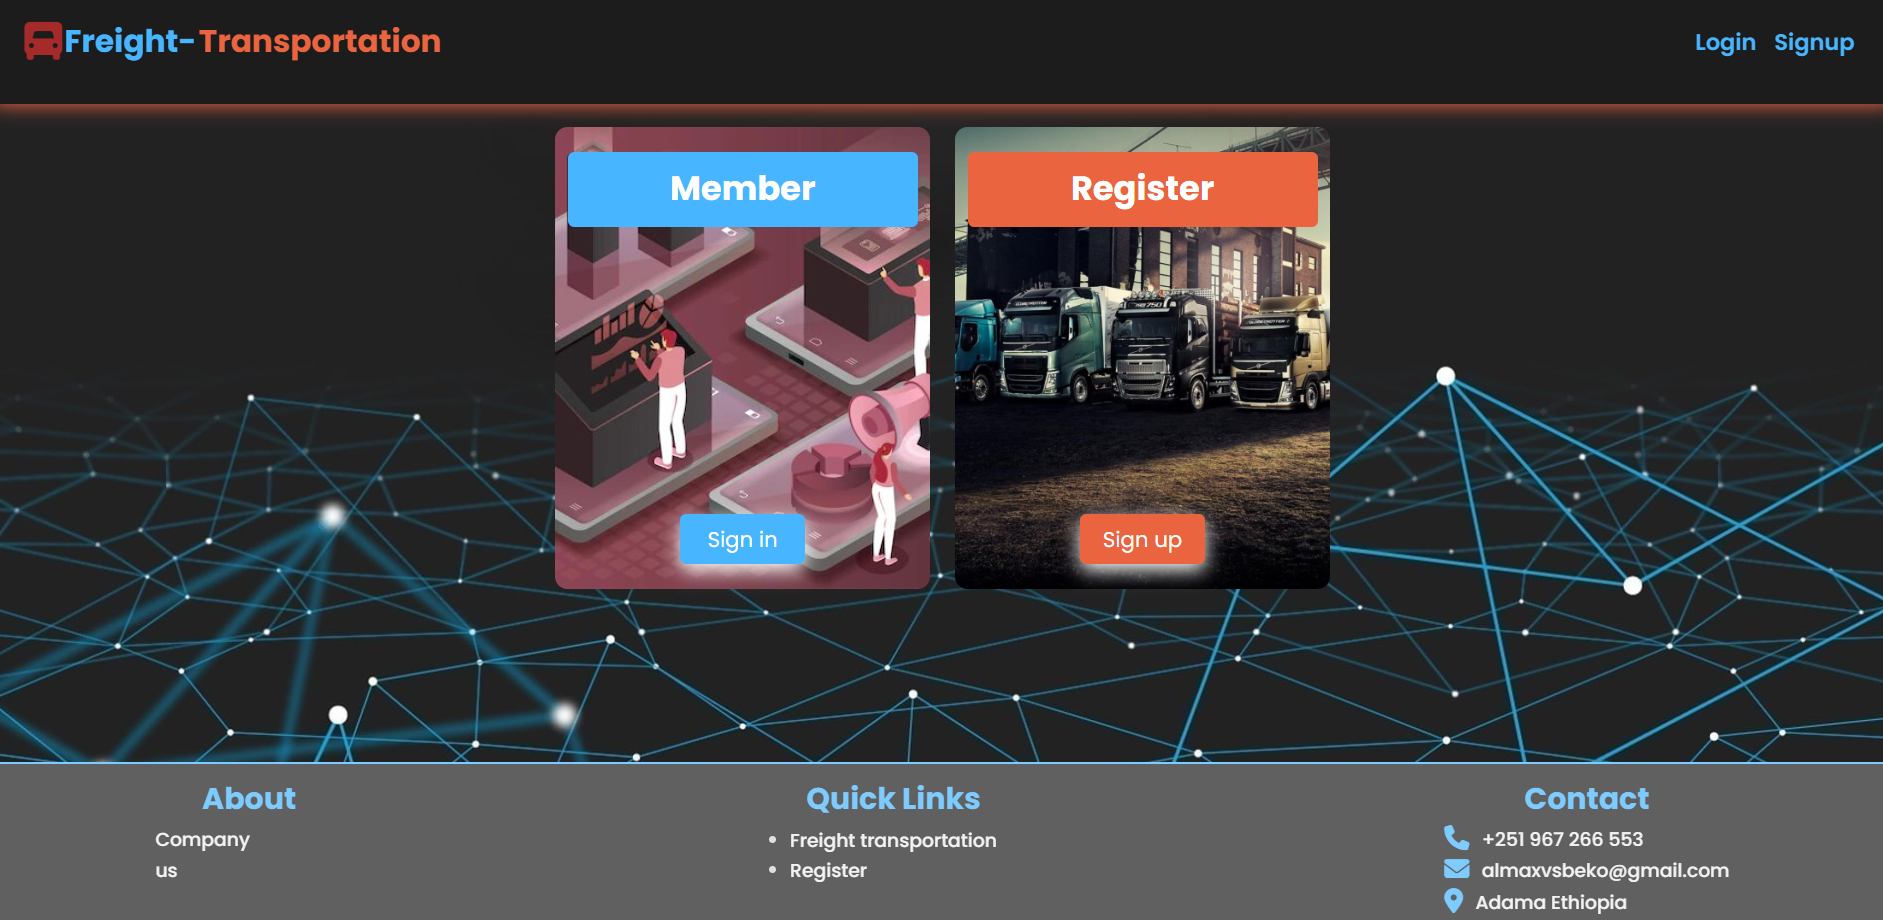 Freight-Transportation
Login Signup
Member
Register
Sign in
Sign up
About
Company
us
Quick Links
Freight transportation
Register
Contact
+251 967 266 553
almaxvsbeko@gmail.com
Adama Ethiopia